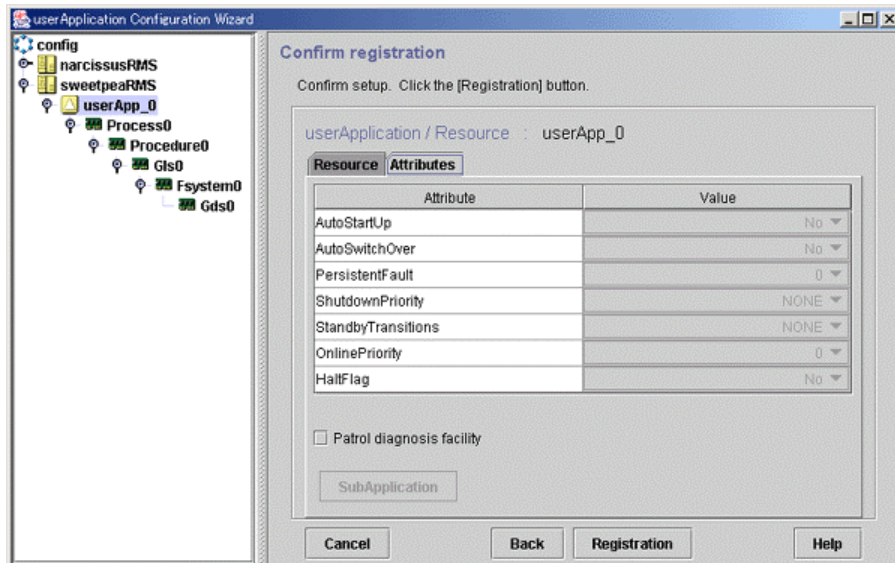 userApplication Configuration Wizard
config
narcissusRMS
sweetpeaRMS
userApp_0
Process0
Procedure0
Gls0
Fsystem0
Gds0
Confirm registration
Confirm setup. Click the [Registration] button.
userApplication / Resource : userApp_0
Resource Attributes
Attribute Value
AutoStartUp No
AutoSwitchOver No
PersistentFault 0
ShutdownPriority NONE
StandbyTransitions NONE
OnlinePriority 0
HaltFlag No
Patrol diagnosis facility
SubApplication
Cancel Back Registration Help